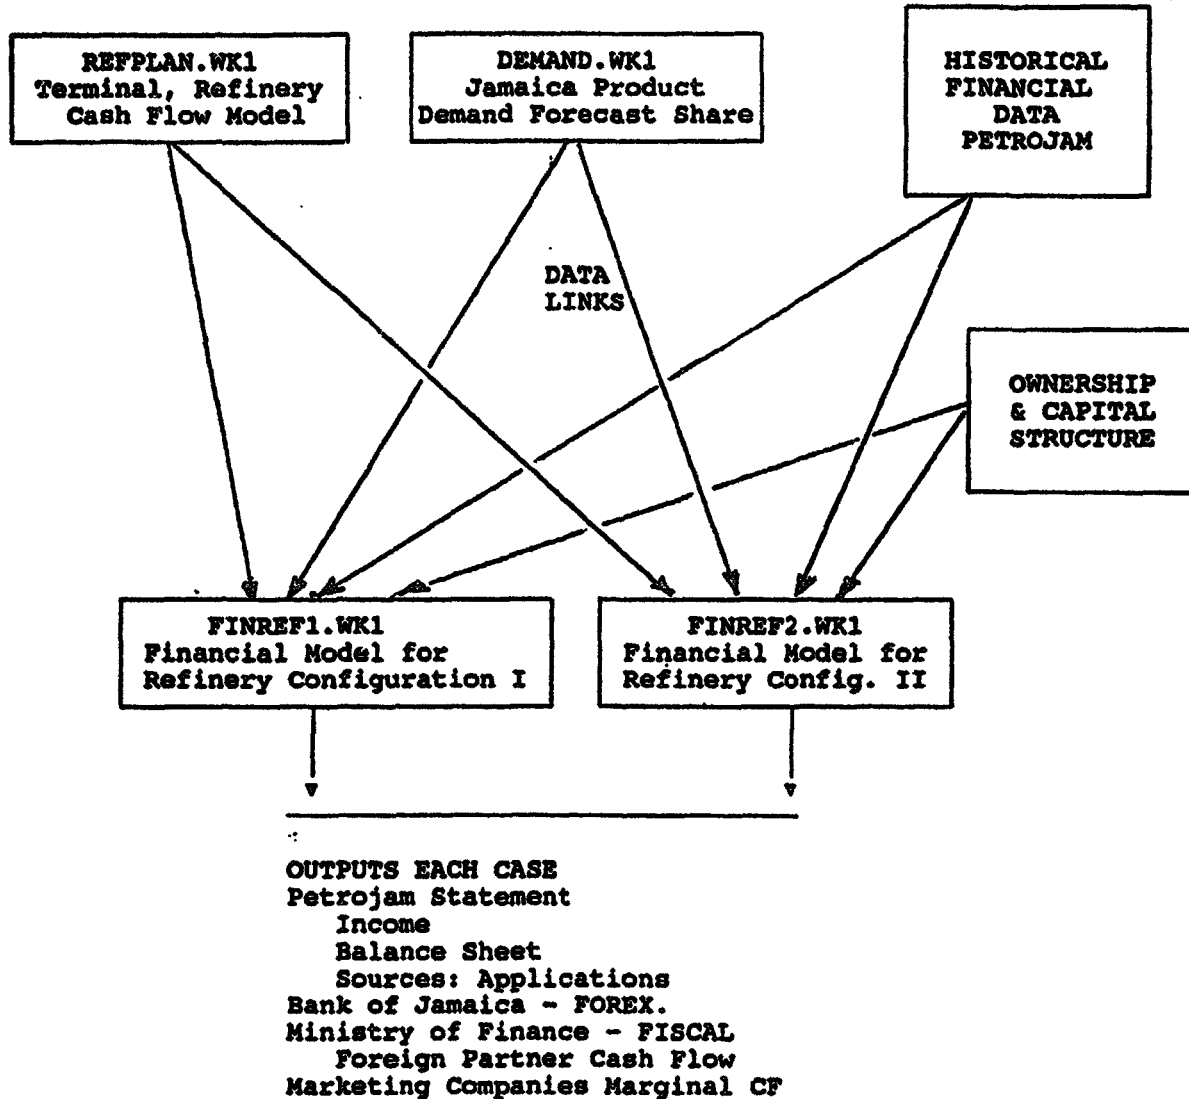 REFPLAN.WK1
Terminal, Refinery
Cash Flow Model
DEMAND.WK1
Jamaica Product
Demand Forecast Share
HISTORICAL
FINANCIAL
DATA
PETROJAM
DATA
LINKS
OWNERSHIP
& CAPITAL
STRUCTURE
FINREF1.WK1
Financial Model for
Refinery Configuration I
FINREF2.WK1
Financial Model for
Refinery Config. II
OUTPUTS EACH CASE
Petrojam Statement
Income
Balance Sheet
Sources: Applications
Bank of Jamaica - FOREX.
Ministry of Finance - FISCAL
Foreign Partner Cash Flow
Marketing Companies Marginal CF